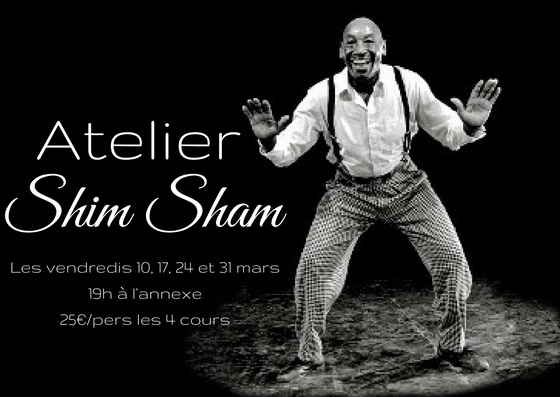 Atelier
Shim Sham
Les vendredis 10, 17, 24 et 31 mars
19h à l'annexe
25€/pers les 4 cours